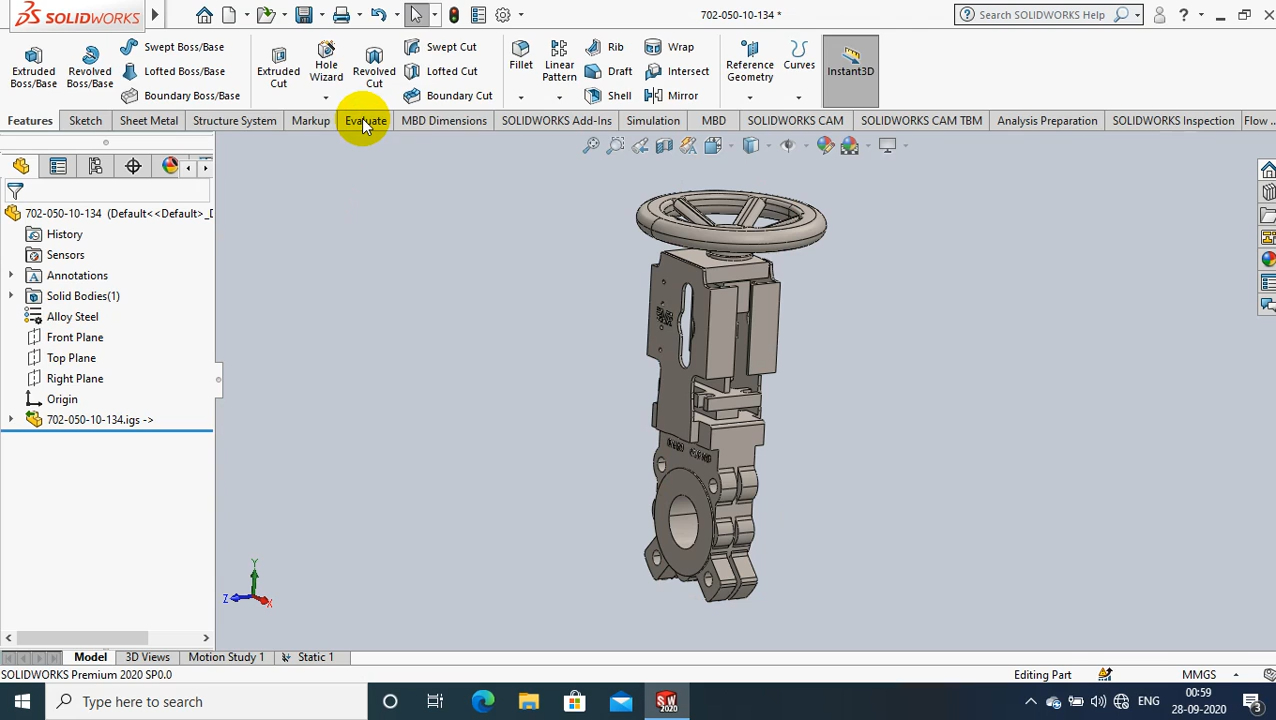 SOLIDWORKS
702-050-10-134 *
Search SOLIDWORKS Help
?
Extruded Boss/Base
Revolved Boss/Base
Swept Boss/Base
Lofted Boss/Base
Boundary Boss/Base
Extruded Cut
Hole Wizard
Revolved Cut
Swept Cut
Lofted Cut
Boundary Cut
Fillet
Linear Pattern
Rib
Draft
Shell
Wrap
Intersect
Mirror
Reference Geometry
Curves
Instant3D
Features
Sketch
Sheet Metal
Structure System
Markup
Evaluate
MBD Dimensions
SOLIDWORKS Add-Ins
Simulation
MBD
SOLIDWORKS CAM
SOLIDWORKS CAM TBM
Analysis Preparation
SOLIDWORKS Inspection
Flow ...
702-050-10-134 (Default<<Default>_D
History
Sensors
Annotations
Solid Bodies(1)
Alloy Steel
Front Plane
Top Plane
Right Plane
Origin
702-050-10-134.igs ->
Y
Z
X
Model
3D Views
Motion Study 1
Static 1
SOLIDWORKS Premium 2020 SP0.0
Editing Part
MMGS
Type here to search
SW
2020
ENG
00:59
28-09-2020
3